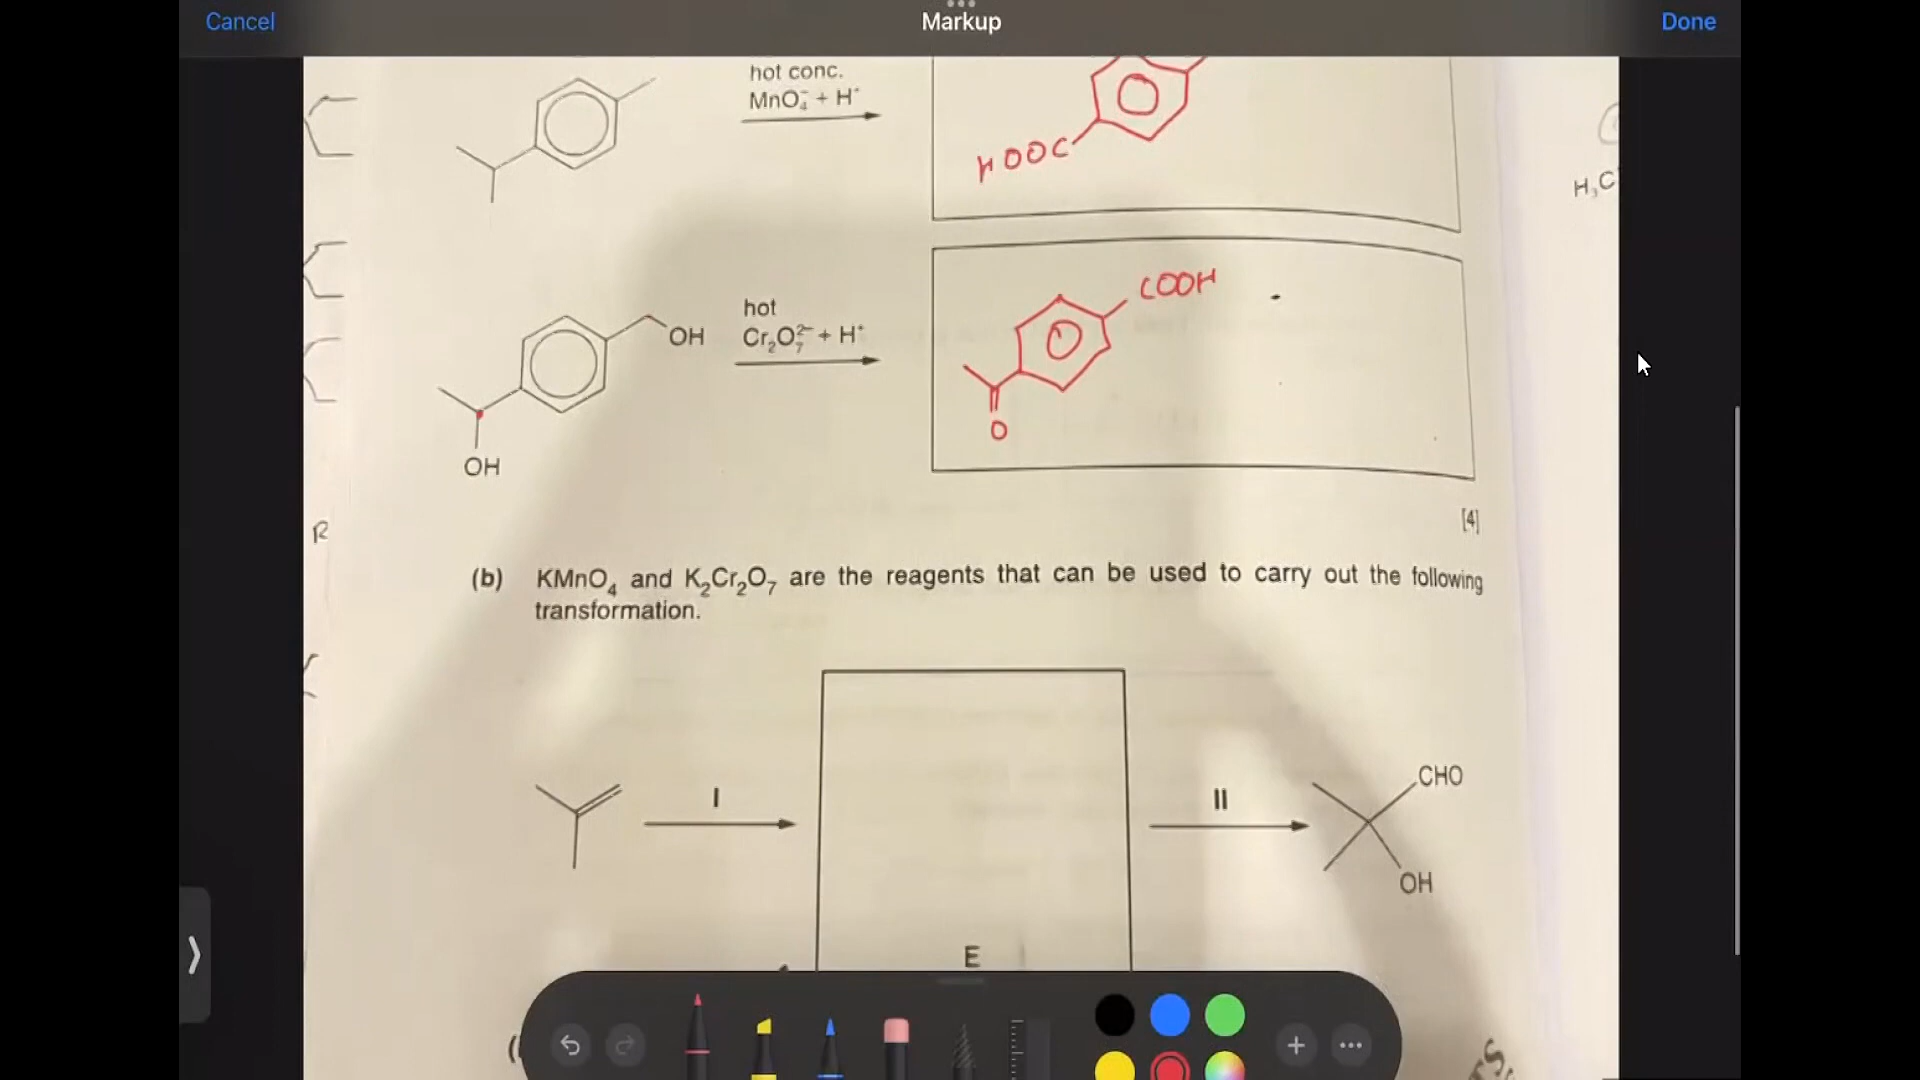 Cancel
Markup
Done
hot conc.
MnO₄⁻ + H⁺
HOOC
H₃C
hot
Cr₂O₇²⁻ + H⁺
OH
COOH
O
OH
[4]
R
(b) KMnO₄ and K₂Cr₂O₇ are the reagents that can be used to carry out the following
transformation.
I
II
CHO
OH
E